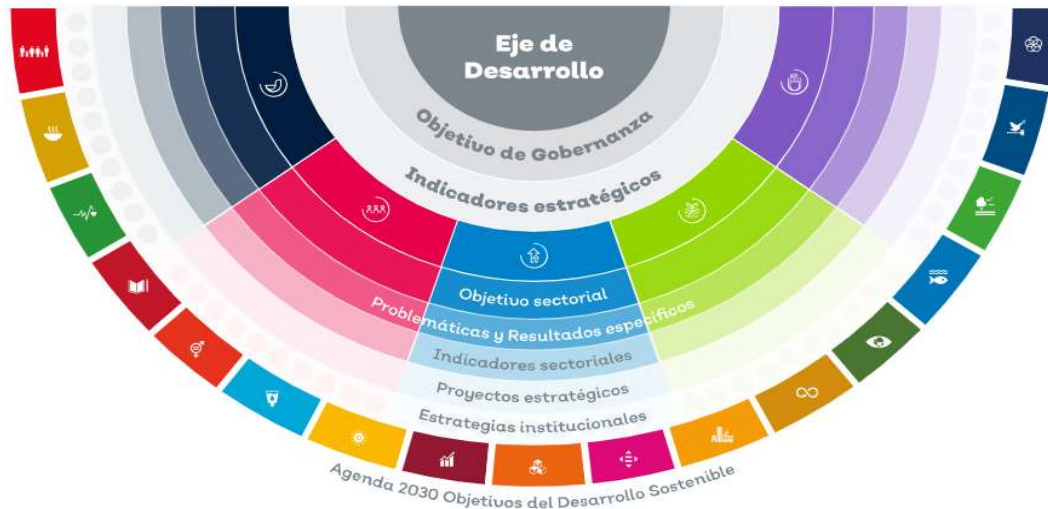 Eje de
Desarrollo
Objetivo de Gobernanza
Indicadores estratégicos
Objetivo sectorial
Problemáticas y Resultados específicos
Indicadores sectoriales
Proyectos estratégicos
Estrategias institucionales
Agenda 2030 Objetivos del Desarrollo Sostenible